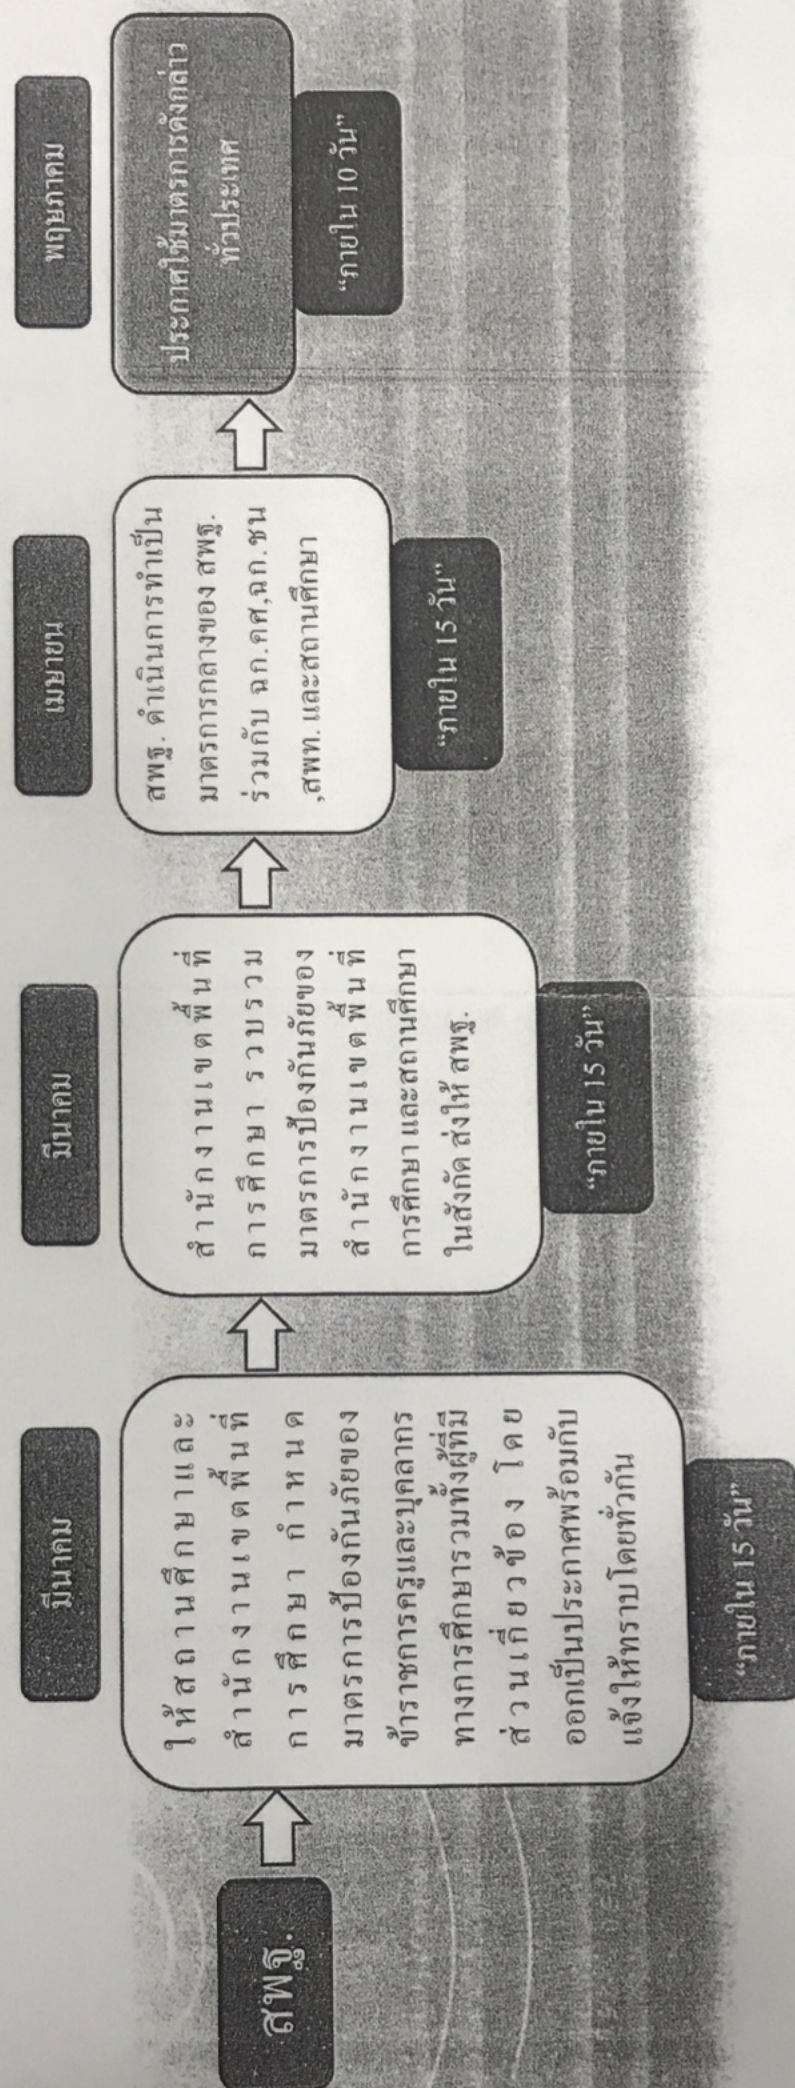 สพฐ.
มีนาคม
ให้สถานศึกษาและ
สำนักงานเขตพื้นที่
การศึกษา กำหนด
มาตรการป้องกันภัยของ
ข้าราชการครูและบุคลากร
ทางการศึกษารวมทั้งผู้ที่มี
ส่วนเกี่ยวข้อง โดย
ออกเป็นประกาศพร้อมกับ
แจ้งให้ทราบโดยทั่วกัน
“ภายใน 15 วัน”
มีนาคม
สำนักงานเขตพื้นที่
การศึกษา รวบรวม
มาตรการป้องกันภัยของ
สำนักงานเขตพื้นที่
การศึกษา และสถานศึกษา
ในสังกัด ส่งให้ สพฐ.
“ภายใน 15 วัน”
เมษายน
สพฐ. ดำเนินการทำเป็น
มาตรการกลางของ สพฐ.
ร่วมกับ ฉก.คศ,ฉก.ชน
,สพท. และสถานศึกษา
“ภายใน 15 วัน”
พฤษภาคม
ประกาศใช้มาตรการดังกล่าว
ทั่วประเทศ
“ภายใน 10 วัน”